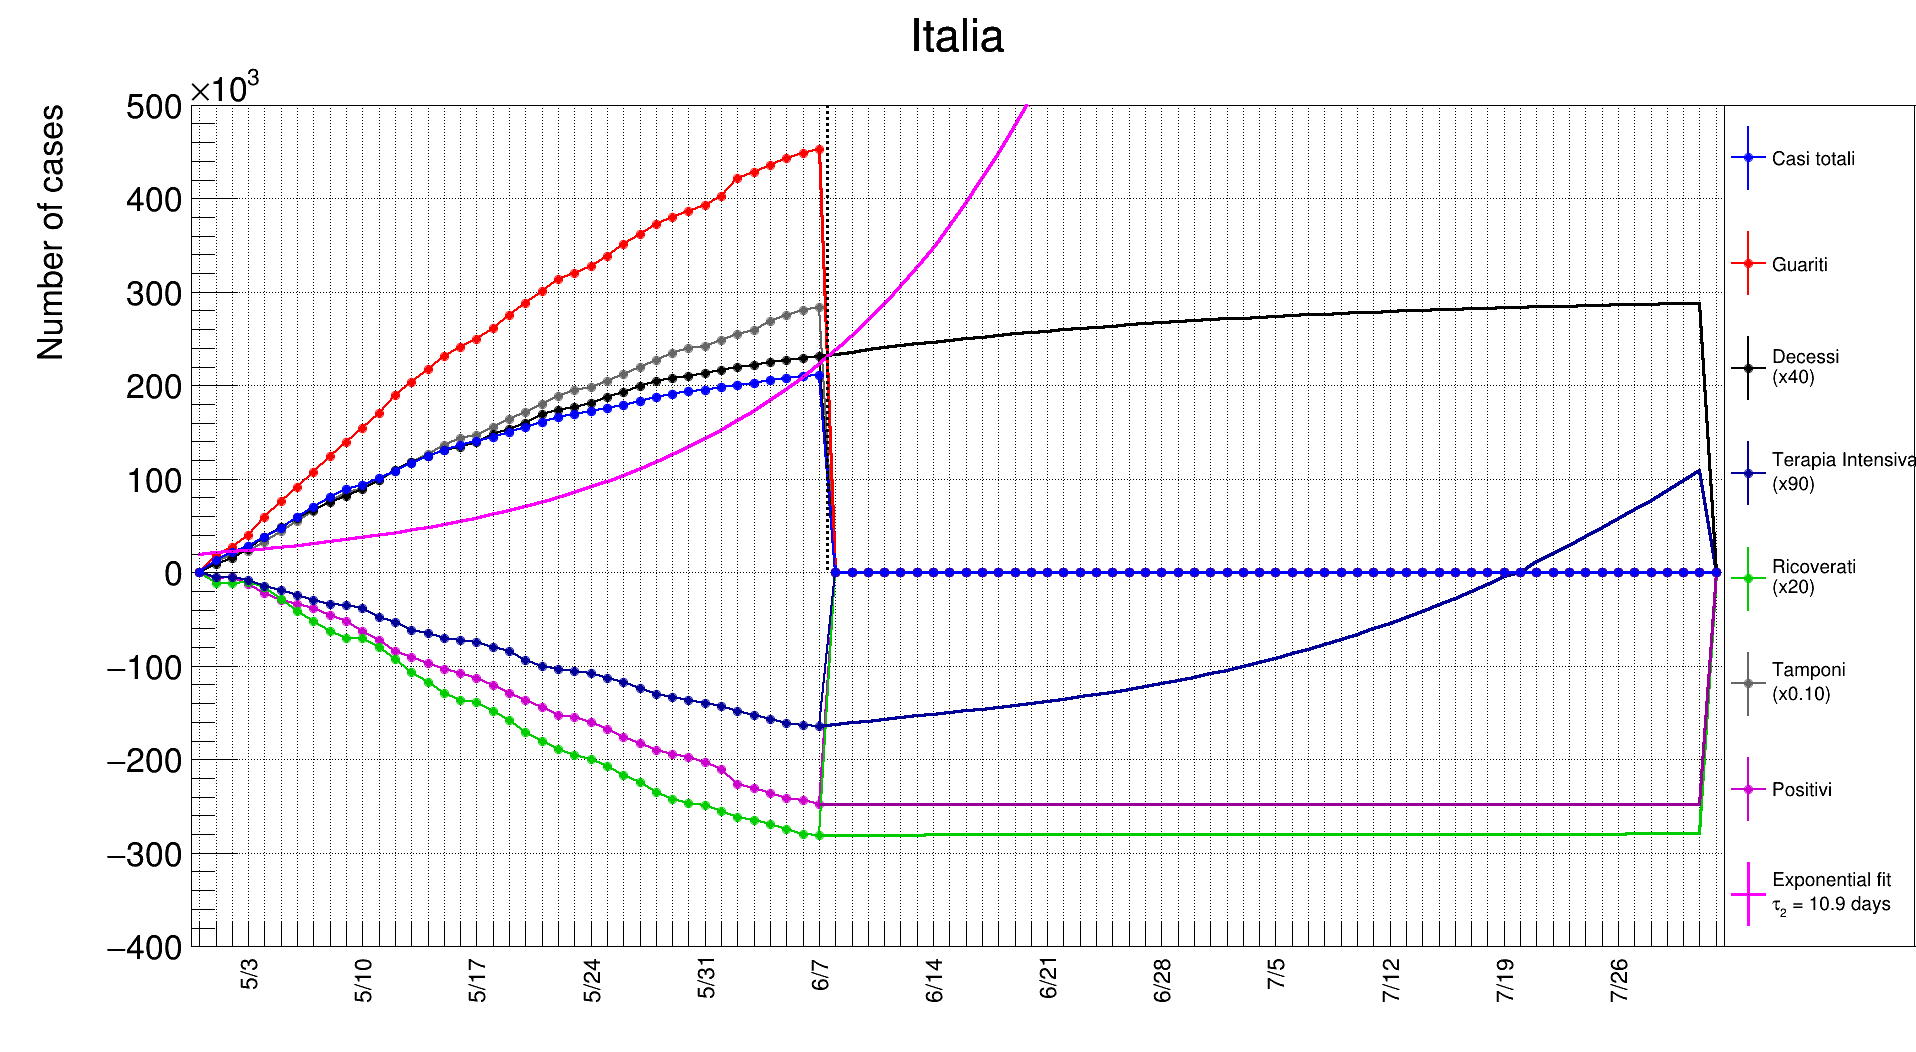 Italia
×10³
Number of cases
500
400
300
200
100
0
−100
−200
−300
−400
5/3
5/10
5/17
5/24
5/31
6/7
6/14
6/21
6/28
7/5
7/12
7/19
7/26
Casi totali
Guariti
Decessi
(x40)
Terapia Intensiva
(x90)
Ricoverati
(x20)
Tamponi
(x0.10)
Positivi
Exponential fit
τ₂ = 10.9 days